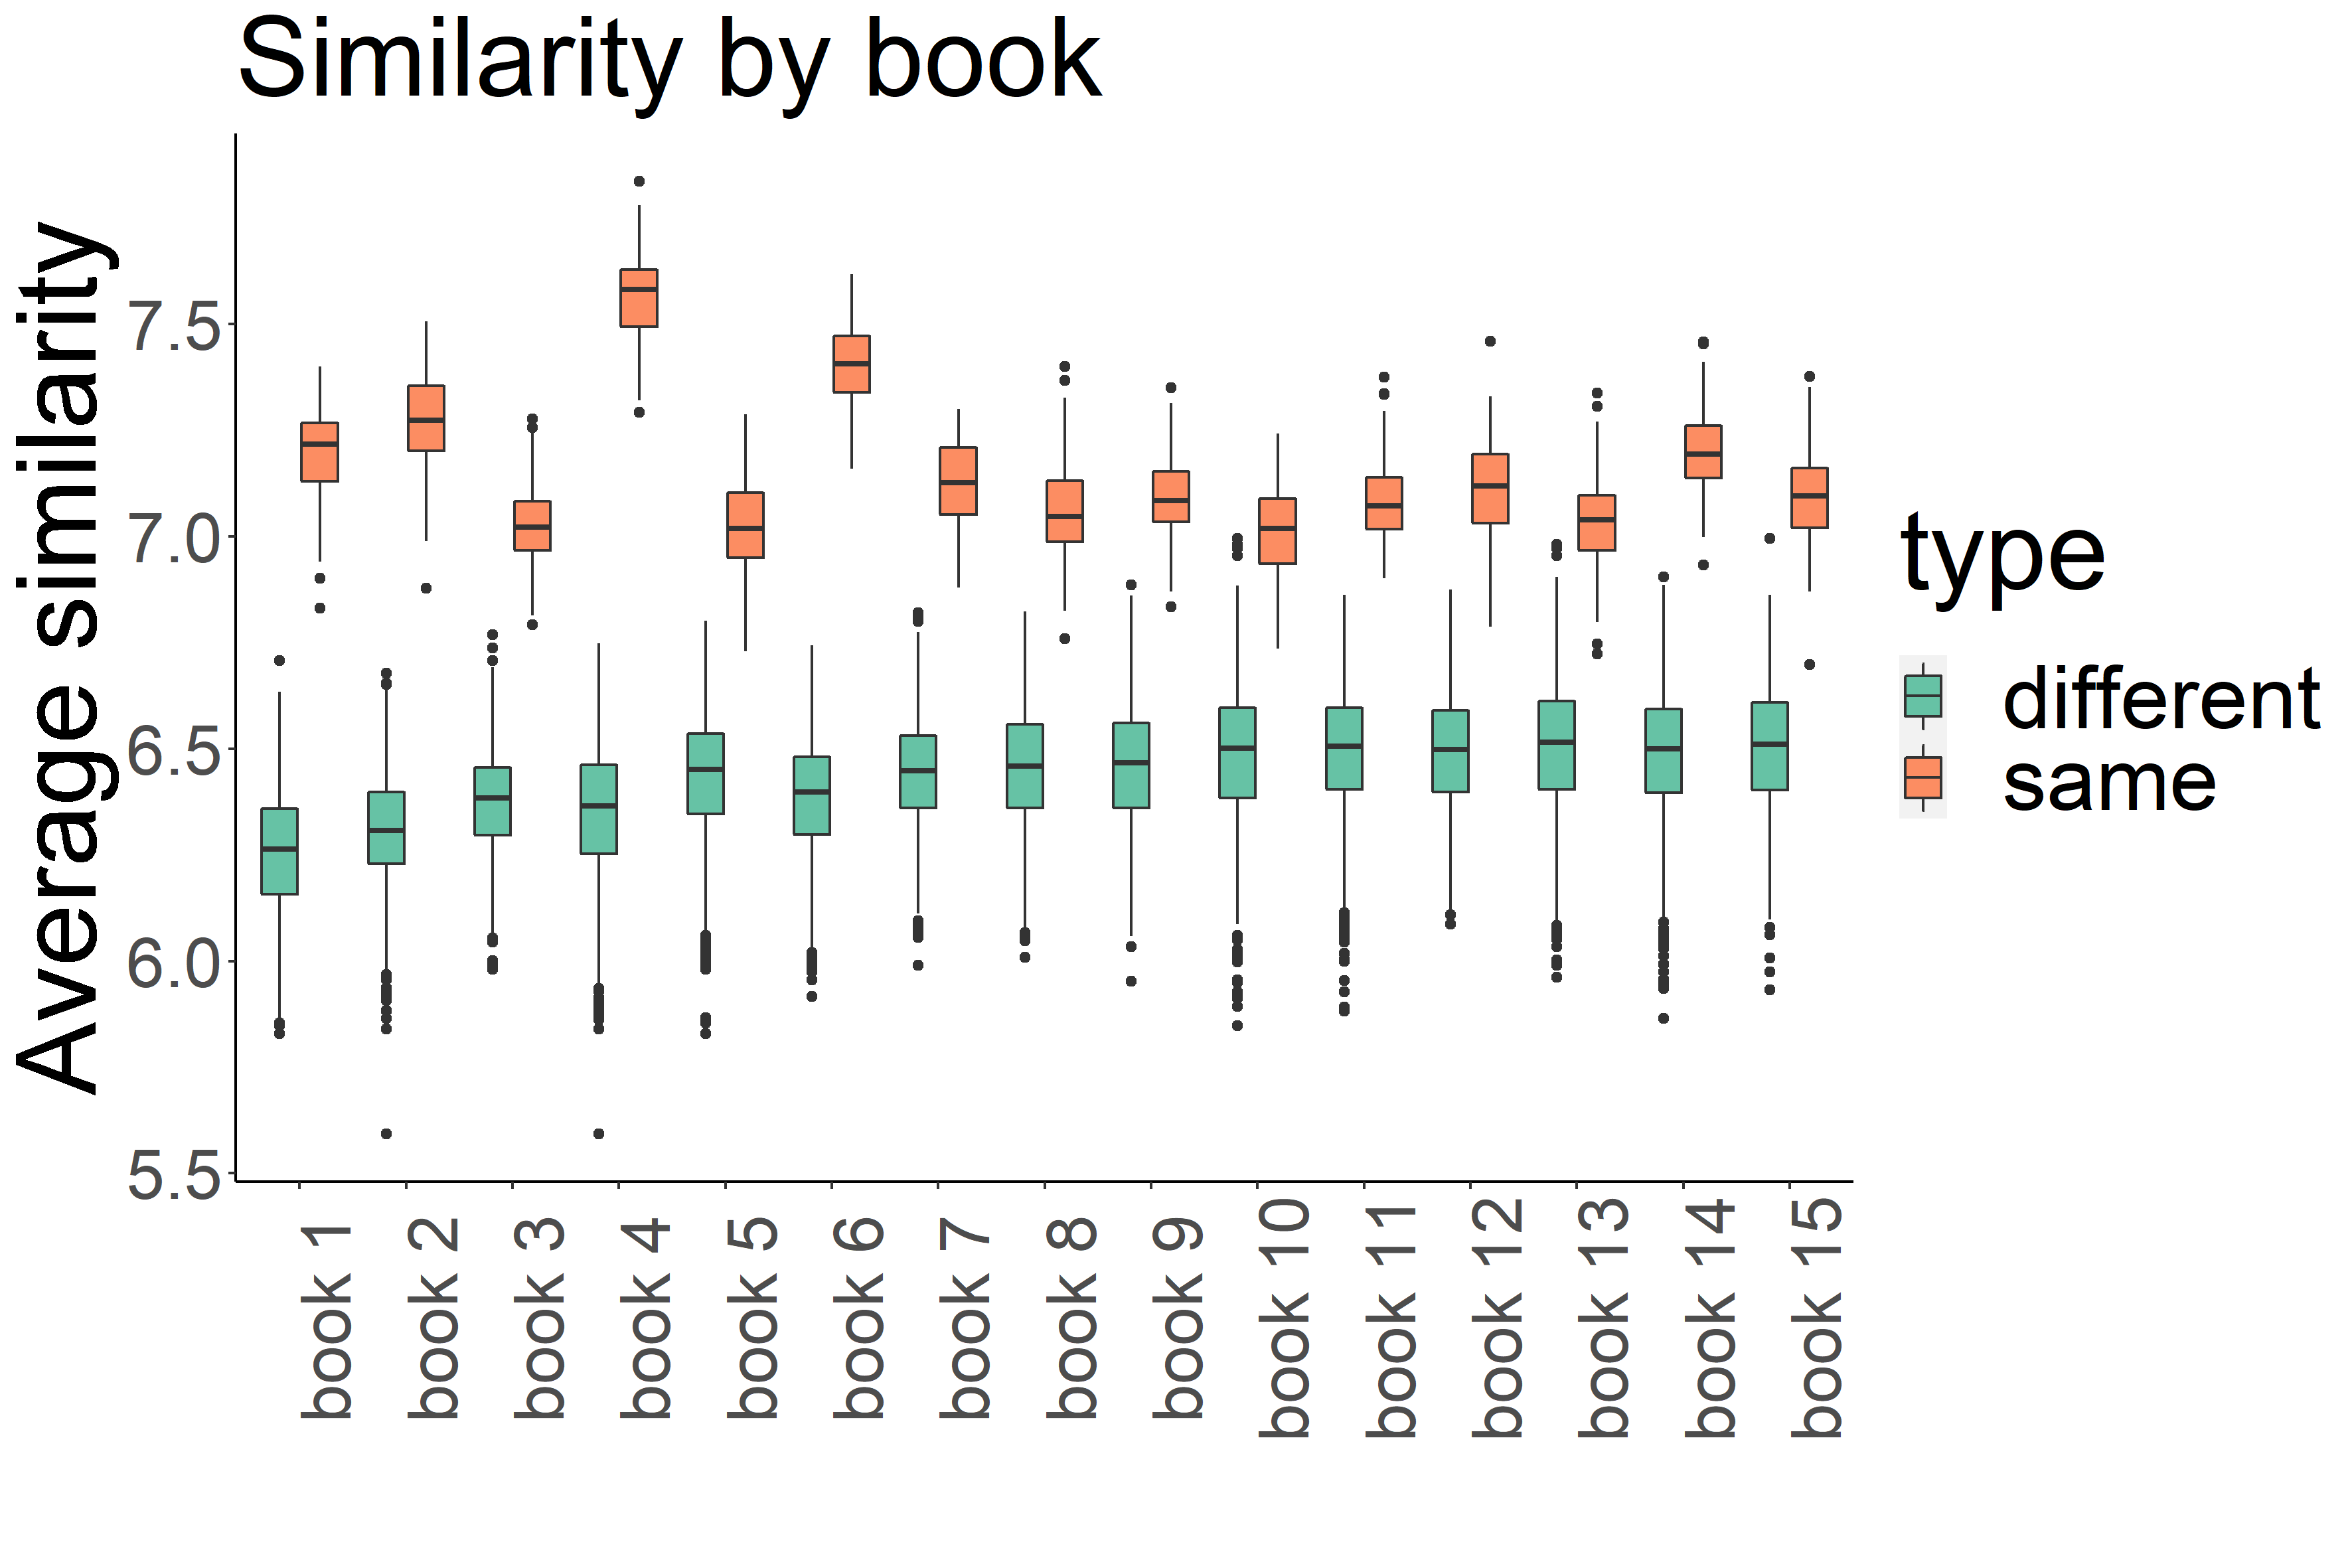 Similarity by book
Average similarity
7.5
7.0
6.5
6.0
5.5
book 1
book 2
book 3
book 4
book 5
book 6
book 7
book 8
book 9
book 10
book 11
book 12
book 13
book 14
book 15
type
different
same